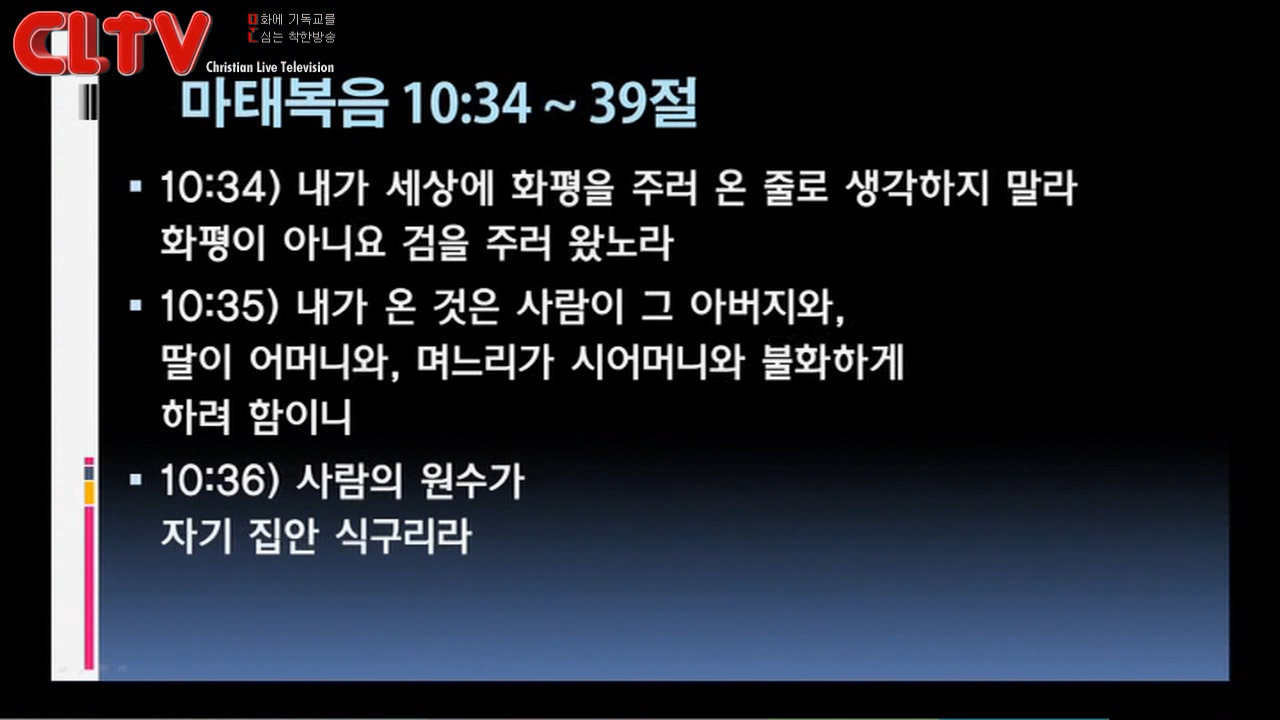 CLTV
문화에 기독교를
심는 착한방송
Christian Live Television
마태복음 10:34 ~ 39절
10:34) 내가 세상에 화평을 주러 온 줄로 생각하지 말라
화평이 아니요 검을 주러 왔노라
10:35) 내가 온 것은 사람이 그 아버지와,
딸이 어머니와, 며느리가 시어머니와 불화하게
하려 함이니
10:36) 사람의 원수가
자기 집안 식구리라